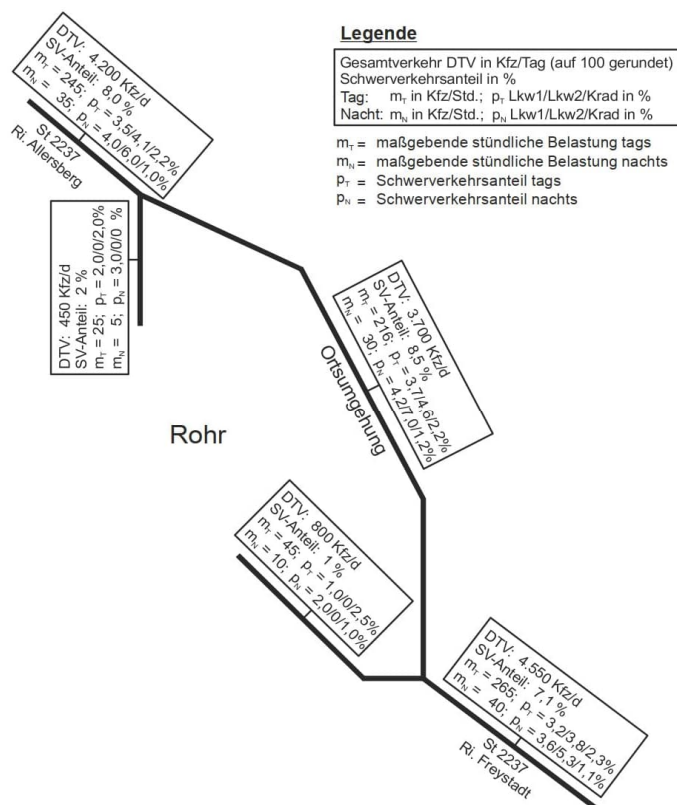 Legende
Gesamtverkehr DTV in Kfz/Tag (auf 100 gerundet)
Schwerverkehrsanteil in %
Tag: m_T in Kfz/Std.; p_T Lkw1/Lkw2/Krad in %
Nacht: m_N in Kfz/Std.; p_N Lkw1/Lkw2/Krad in %
m_T = maßgebende stündliche Belastung tags
m_N = maßgebende stündliche Belastung nachts
p_T = Schwerverkehrsanteil tags
p_N = Schwerverkehrsanteil nachts
DTV: 4.200 Kfz/d
SV-Anteil: 8,0 %
m_T = 245; p_T = 3,5/4,1/2,2%
m_N = 35; p_N = 4,0/6,0/1,0%
St 2237
Ri. Allersberg
DTV: 450 Kfz/d
SV-Anteil: 2 %
m_T = 25; p_T = 2,0/0/2,0%
m_N = 5; p_N = 3,0/0/0 %
DTV: 3.700 Kfz/d
SV-Anteil: 8,5 %
m_T = 216; p_T = 3,7/4,6/2,2%
m_N = 30; p_N = 4,2/7,0/1,2%
Ortsumgehung
Rohr
DTV: 800 Kfz/d
SV-Anteil: 1 %
m_T = 45; p_T = 1,0/0/2,5%
m_N = 10; p_N = 2,0/0/1,0%
DTV: 4.550 Kfz/d
SV-Anteil: 7,1 %
m_T = 265; p_T = 3,2/3,8/2,3%
m_N = 40; p_N = 3,6/5,3/1,1%
St 2237
Ri. Freystadt